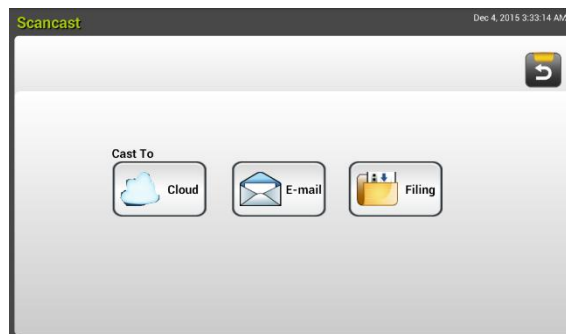 Scancast
Dec 4, 2015 3:33:14 AM
Cast To
Cloud
E-mail
Filing